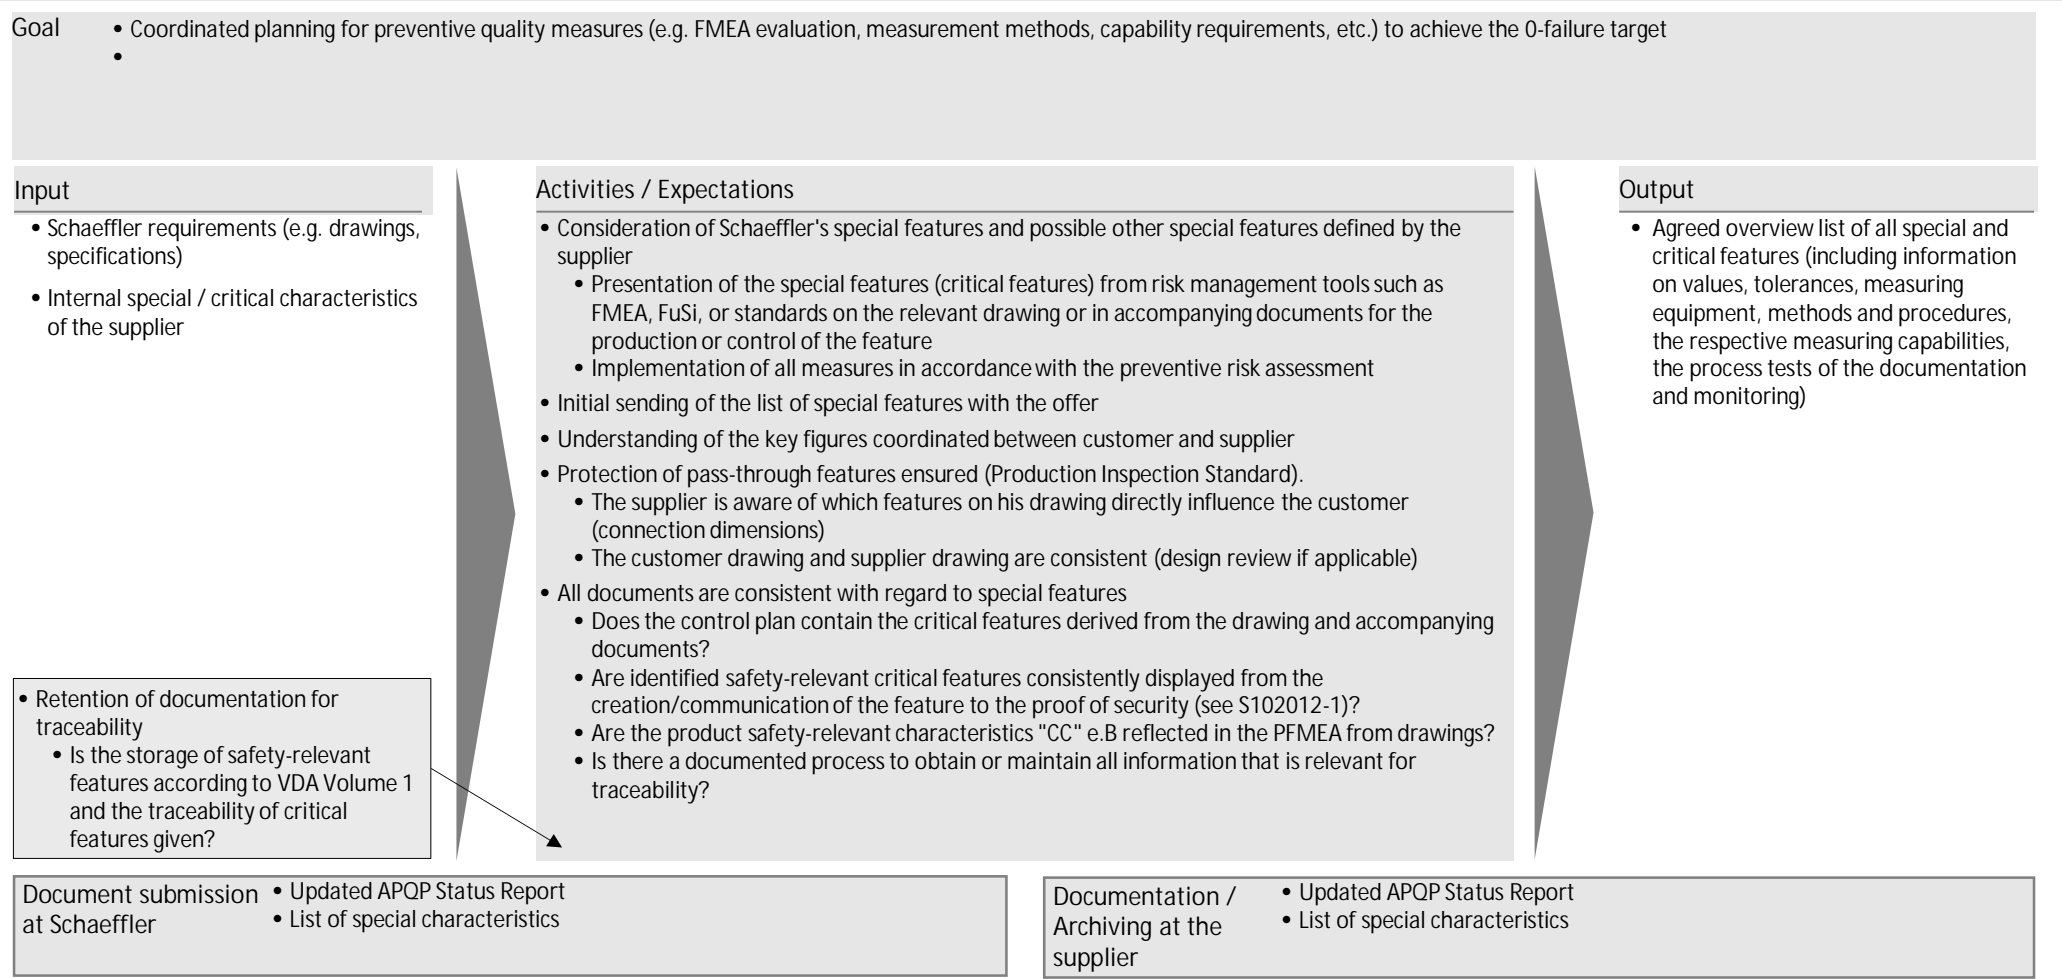 Goal
• Coordinated planning for preventive quality measures (e.g. FMEA evaluation, measurement methods, capability requirements, etc.) to achieve the 0-failure target
•
Input
• Schaeffler requirements (e.g. drawings,
specifications)
• Internal special / critical characteristics
of the supplier
• Retention of documentation for
traceability
• Is the storage of safety-relevant
features according to VDA Volume 1
and the traceability of critical
features given?
Activities / Expectations
• Consideration of Schaeffler's special features and possible other special features defined by the
supplier
• Presentation of the special features (critical features) from risk management tools such as
FMEA, FuSi, or standards on the relevant drawing or in accompanying documents for the
production or control of the feature
• Implementation of all measures in accordance with the preventive risk assessment
• Initial sending of the list of special features with the offer
• Understanding of the key figures coordinated between customer and supplier
• Protection of pass-through features ensured (Production Inspection Standard).
• The supplier is aware of which features on his drawing directly influence the customer
(connection dimensions)
• The customer drawing and supplier drawing are consistent (design review if applicable)
• All documents are consistent with regard to special features
• Does the control plan contain the critical features derived from the drawing and accompanying
documents?
• Are identified safety-relevant critical features consistently displayed from the
creation/communication of the feature to the proof of security (see S102012-1)?
• Are the product safety-relevant characteristics "CC" e.B reflected in the PFMEA from drawings?
• Is there a documented process to obtain or maintain all information that is relevant for
traceability?
Output
• Agreed overview list of all special and
critical features (including information
on values, tolerances, measuring
equipment, methods and procedures,
the respective measuring capabilities,
the process tests of the documentation
and monitoring)
Document submission
at Schaeffler
• Updated APQP Status Report
• List of special characteristics
Documentation /
Archiving at the
supplier
• Updated APQP Status Report
• List of special characteristics